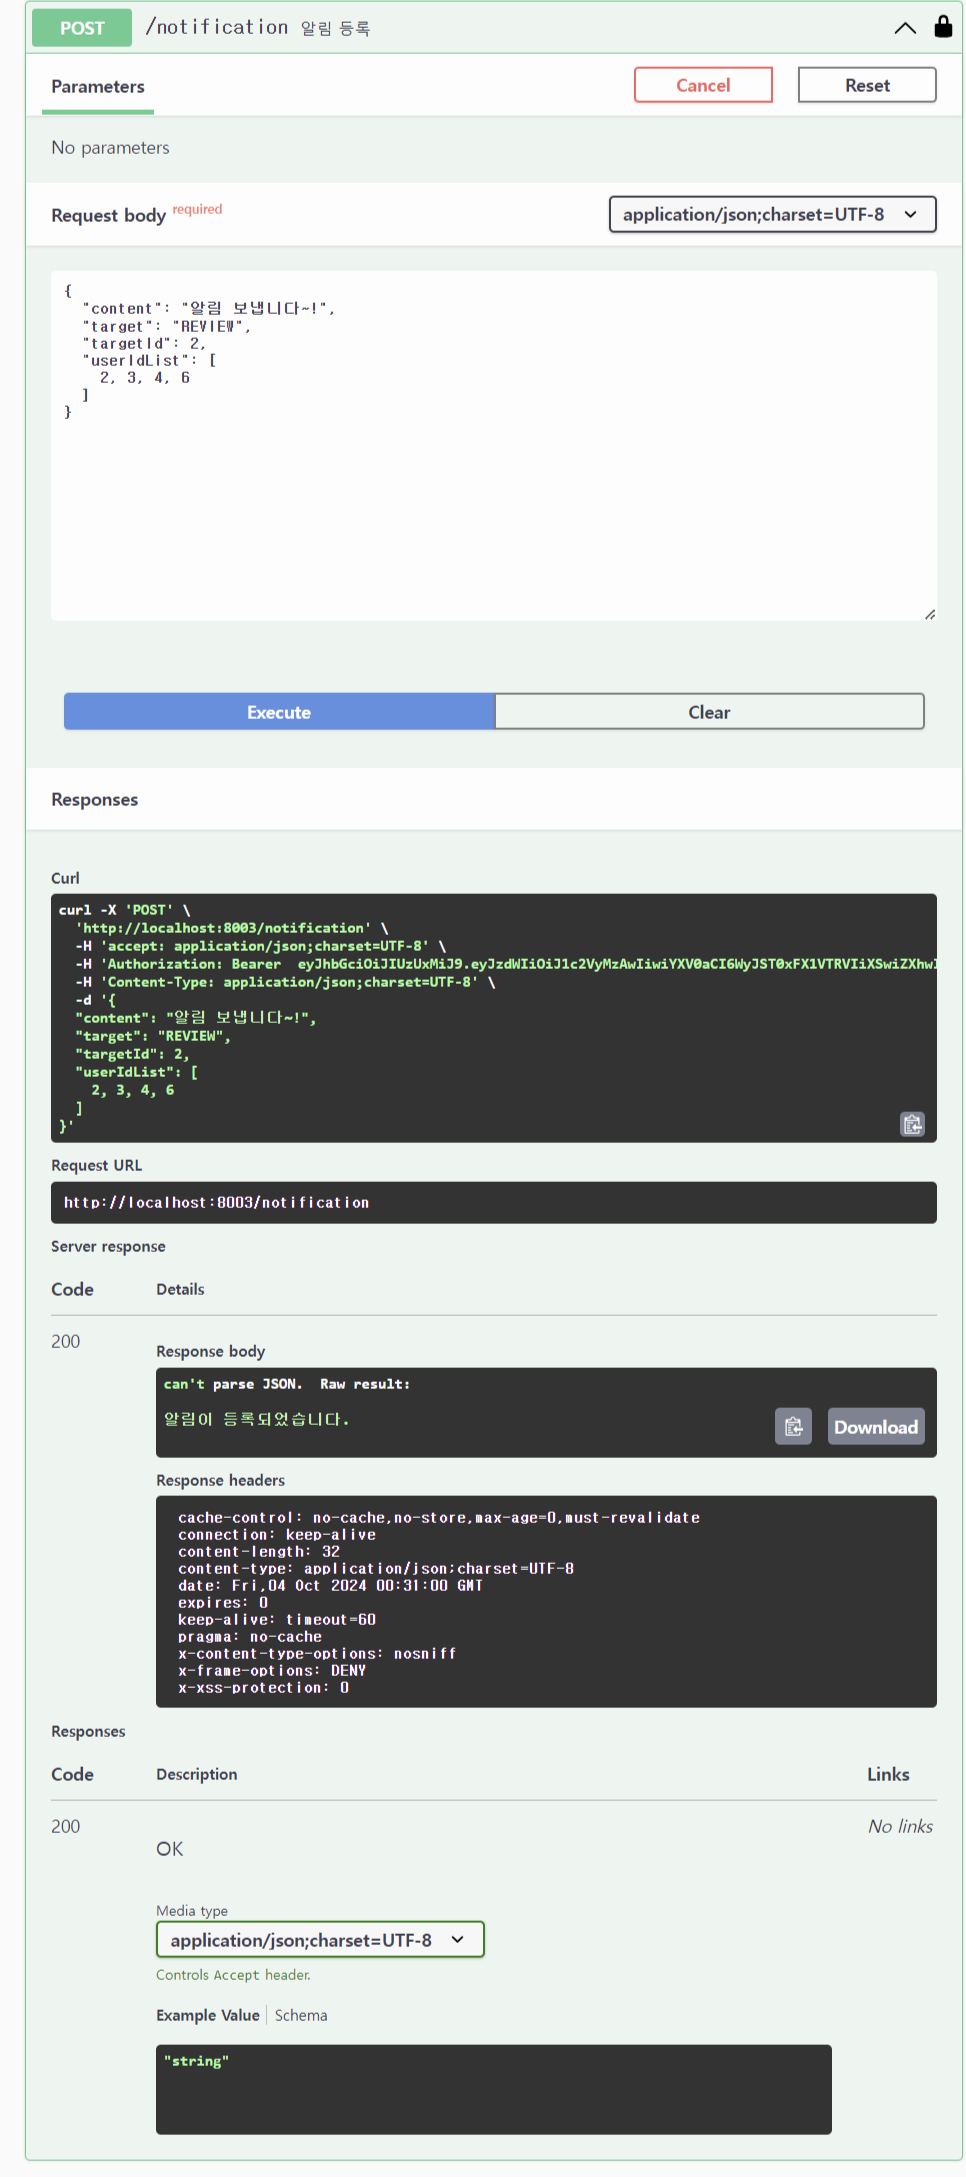 POST /notification 알림 등록
Parameters
Cancel
Reset
No parameters
Request body required
application/json;charset=UTF-8
{
  "content": "알림 보냅니다~!",
  "target": "REVIEW",
  "targetId": 2,
  "userIdList": [
    2, 3, 4, 6
  ]
}
Execute
Clear
Responses
Curl
curl -X 'POST' \
  'http://localhost:8003/notification' \
  -H 'accept: application/json;charset=UTF-8' \
  -H 'Authorization: Bearer  eyJhbGciOiJIUzUxMiJ9.eyJzdWIiOiJ1c2VyMzAwIiwiYXV0aCI6WyJST0xFX1VTRVIiXSwiZXhwI
  -H 'Content-Type: application/json;charset=UTF-8' \
  -d '{
  "content": "알림 보냅니다~!",
  "target": "REVIEW",
  "targetId": 2,
  "userIdList": [
    2, 3, 4, 6
  ]
}'
Request URL
http://localhost:8003/notification
Server response
Code Details
200
Response body
can't parse JSON.  Raw result:
알림이 등록되었습니다.
Download
Response headers
cache-control: no-cache,no-store,max-age=0,must-revalidate
connection: keep-alive
content-length: 32
content-type: application/json;charset=UTF-8
date: Fri,04 Oct 2024 00:31:00 GMT
expires: 0
keep-alive: timeout=60
pragma: no-cache
x-content-type-options: nosniff
x-frame-options: DENY
x-xss-protection: 0
Responses
Code Description Links
200 No links
OK
Media type
application/json;charset=UTF-8
Controls Accept header.
Example Value Schema
"string"